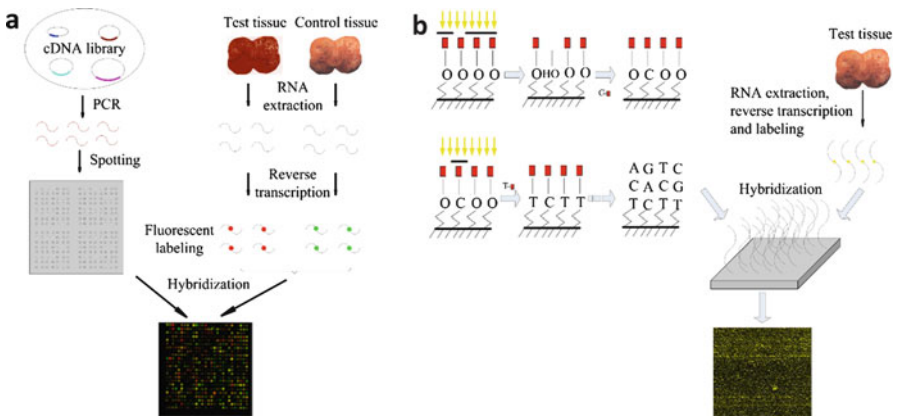 a
cDNA library
PCR
Spotting
Test tissue Control tissue
RNA
extraction
Reverse
transcription
Fluorescent
labeling
Hybridization
b
O O O O
O HO O O
O C O O
O C O O
T
T C T T
A G T C
C A C G
T C T T
Test tissue
RNA extraction,
reverse transcription
and labeling
Hybridization